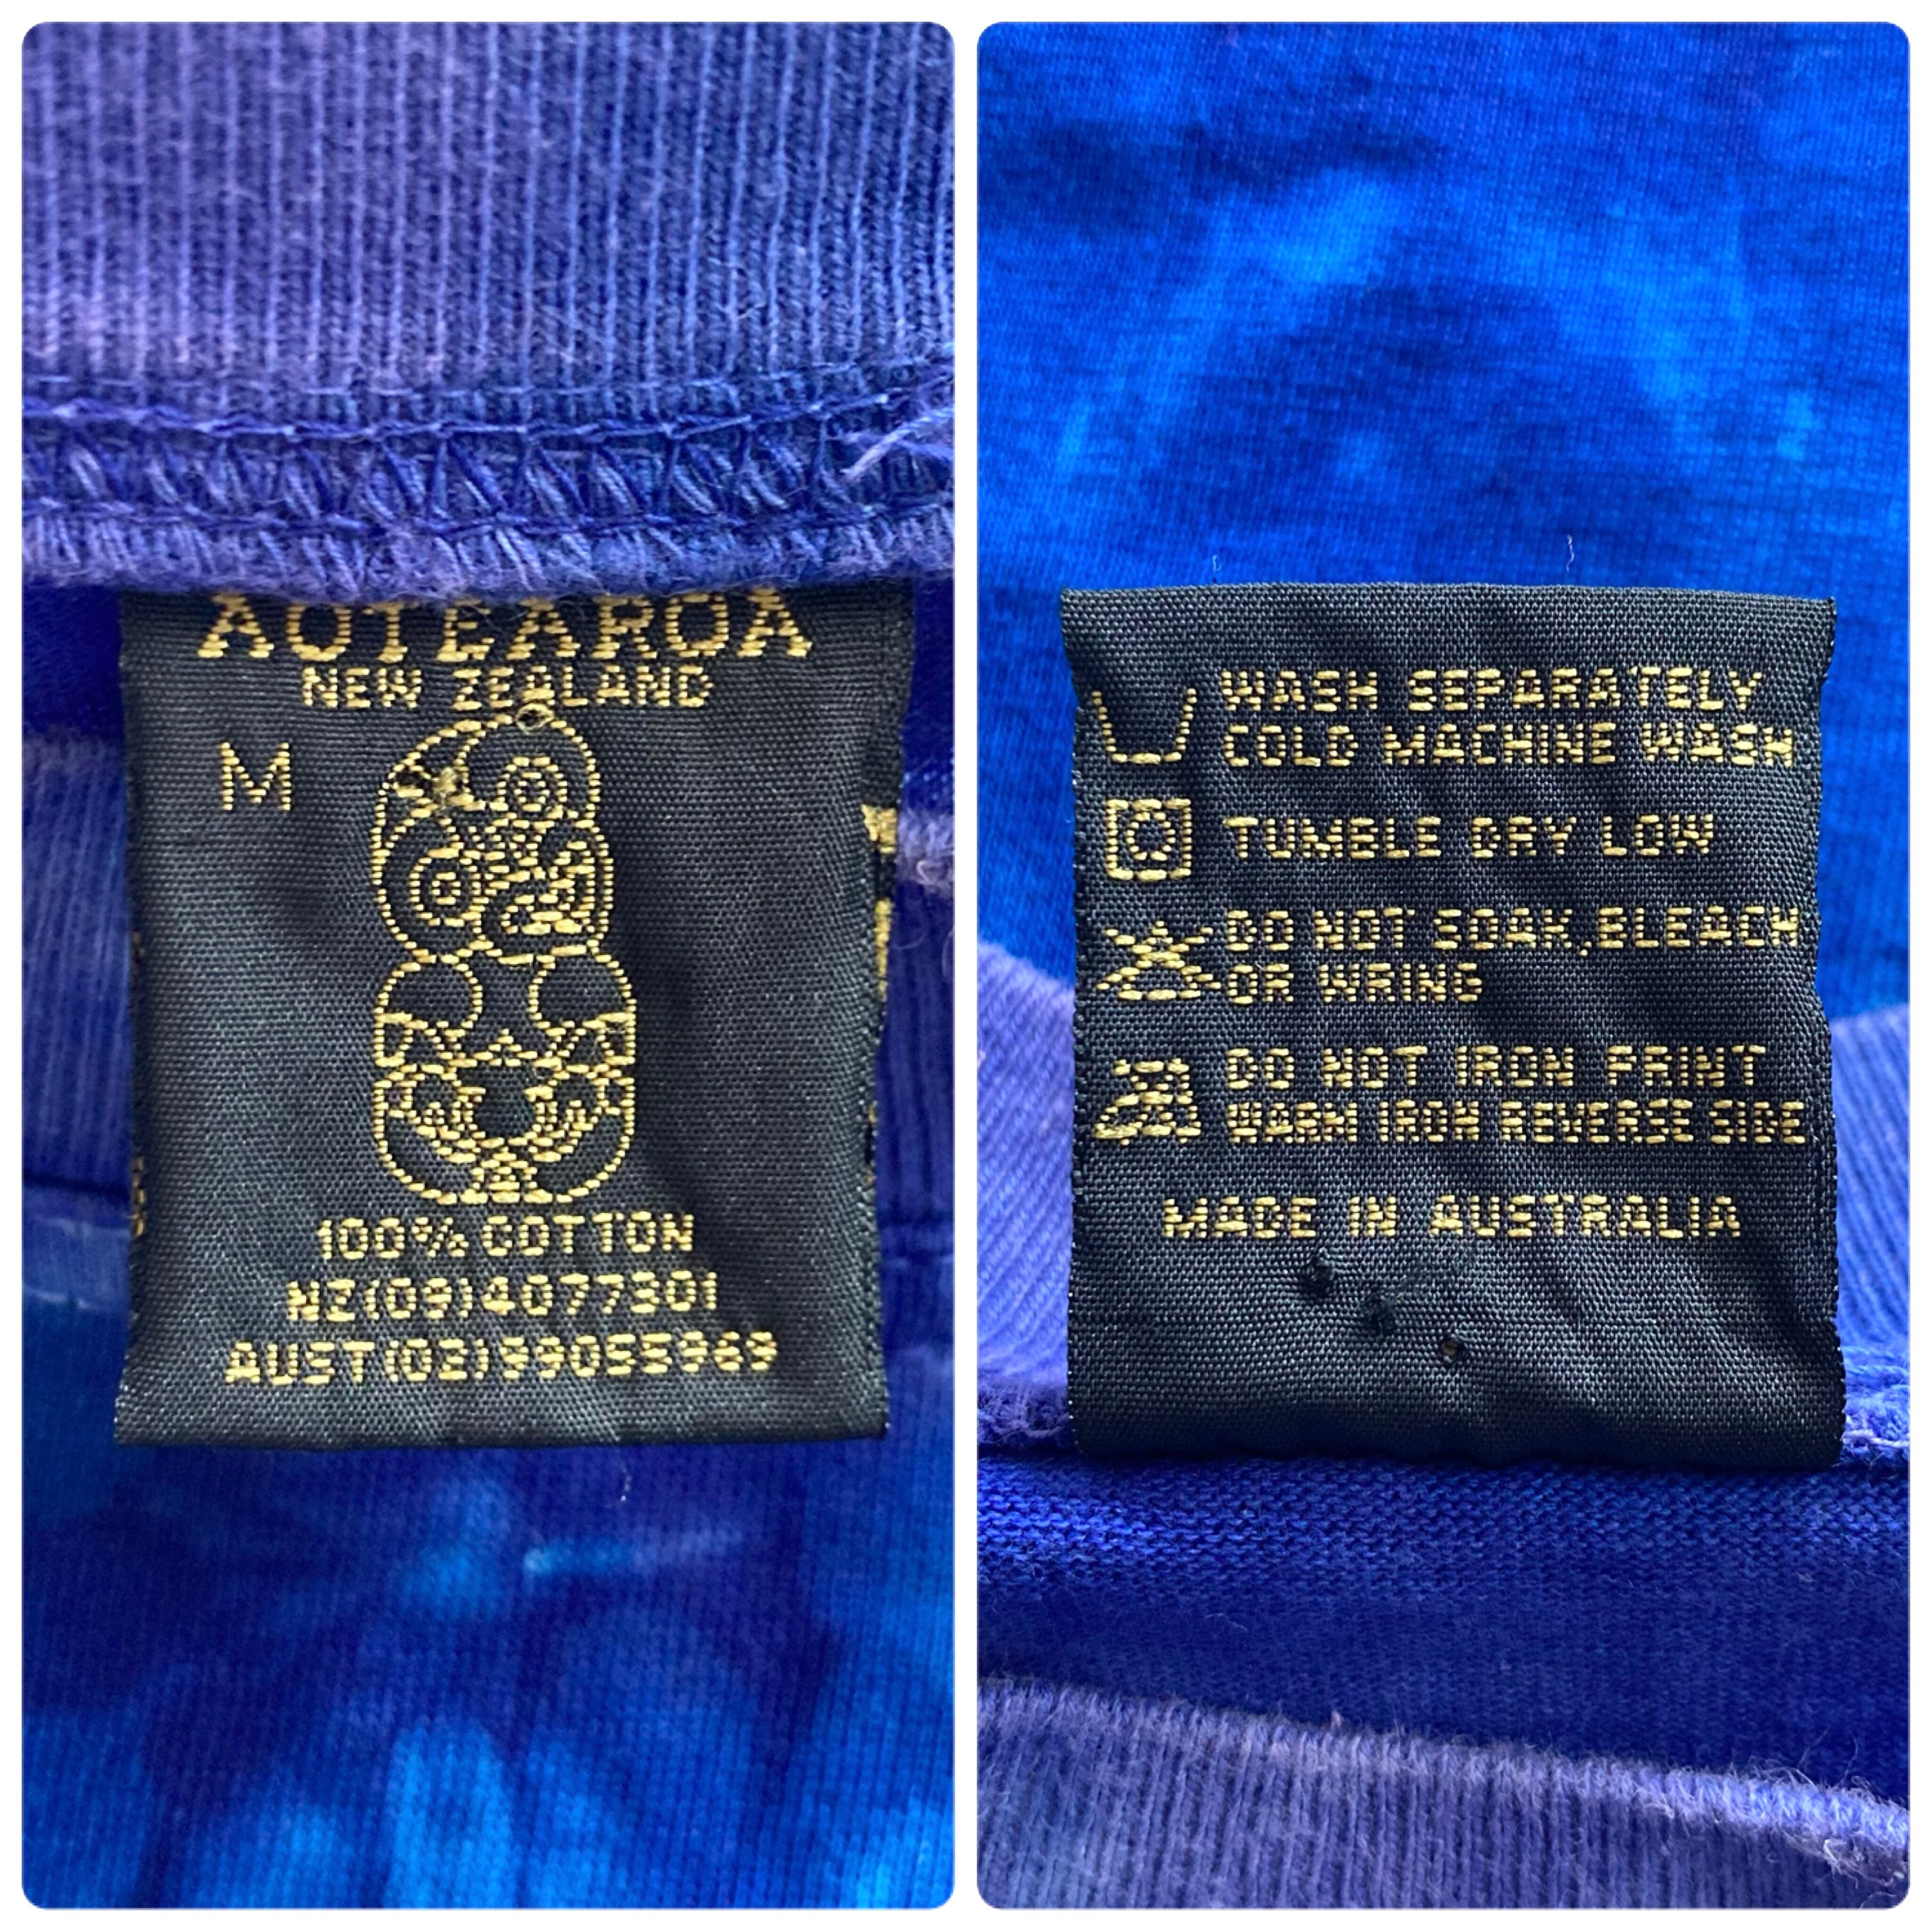 AOTEAROA
NEW ZEALAND
M
100% COTTON
NZ(09)4077301
AUST(02)99055969
WASH SEPARATELY
COLD MACHINE WASH
TUMBLE DRY LOW
DO NOT SOAK,BLEACH
OR WRING
DO NOT IRON PRINT
WARM IRON REVERSE SIDE
MADE IN AUSTRALIA